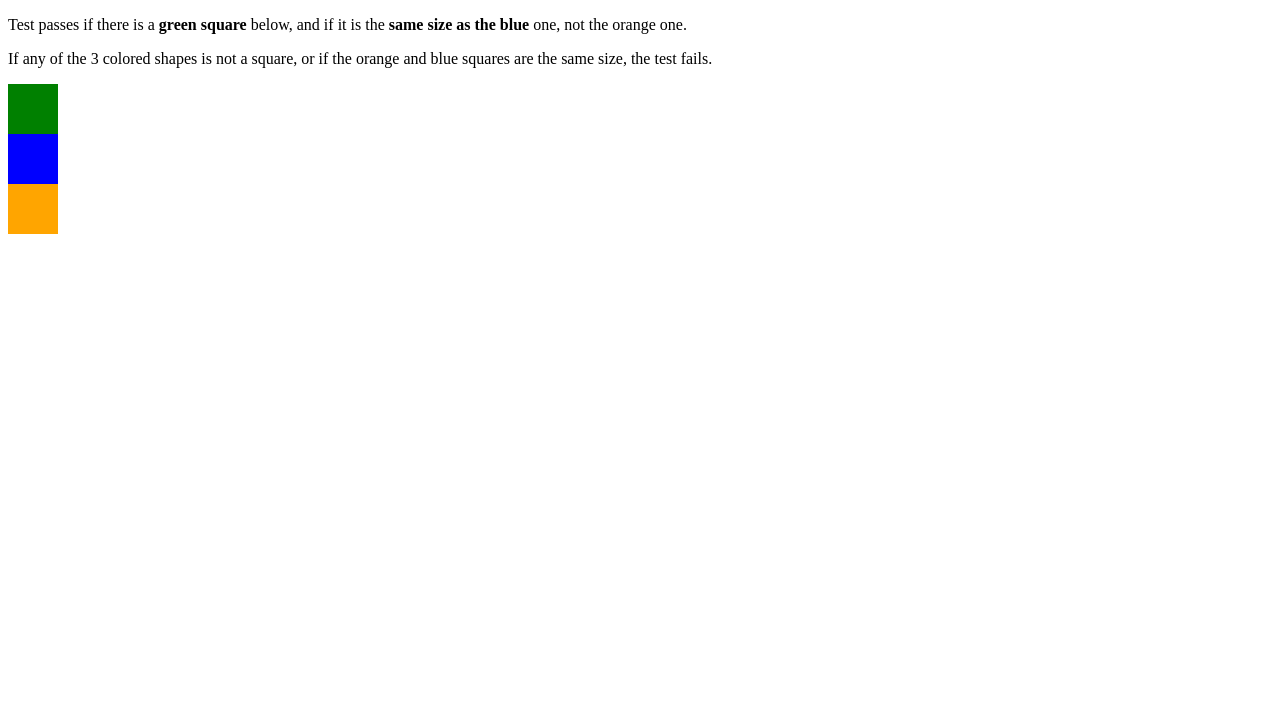 Test passes if there is a green square below, and if it is the same size as the blue one, not the orange one.
If any of the 3 colored shapes is not a square, or if the orange and blue squares are the same size, the test fails.